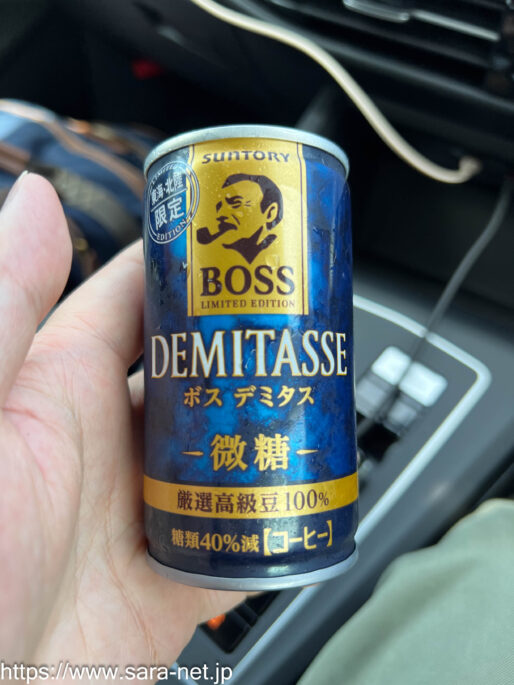 SUNTORY
LIMITED
東海・北陸
限定
EDITION
BOSS
LIMITED EDITION
DEMITASSE
ボス デミタス
微糖
厳選高級豆100%
糖類40%減【コーヒー】
https://www.sara-net.jp